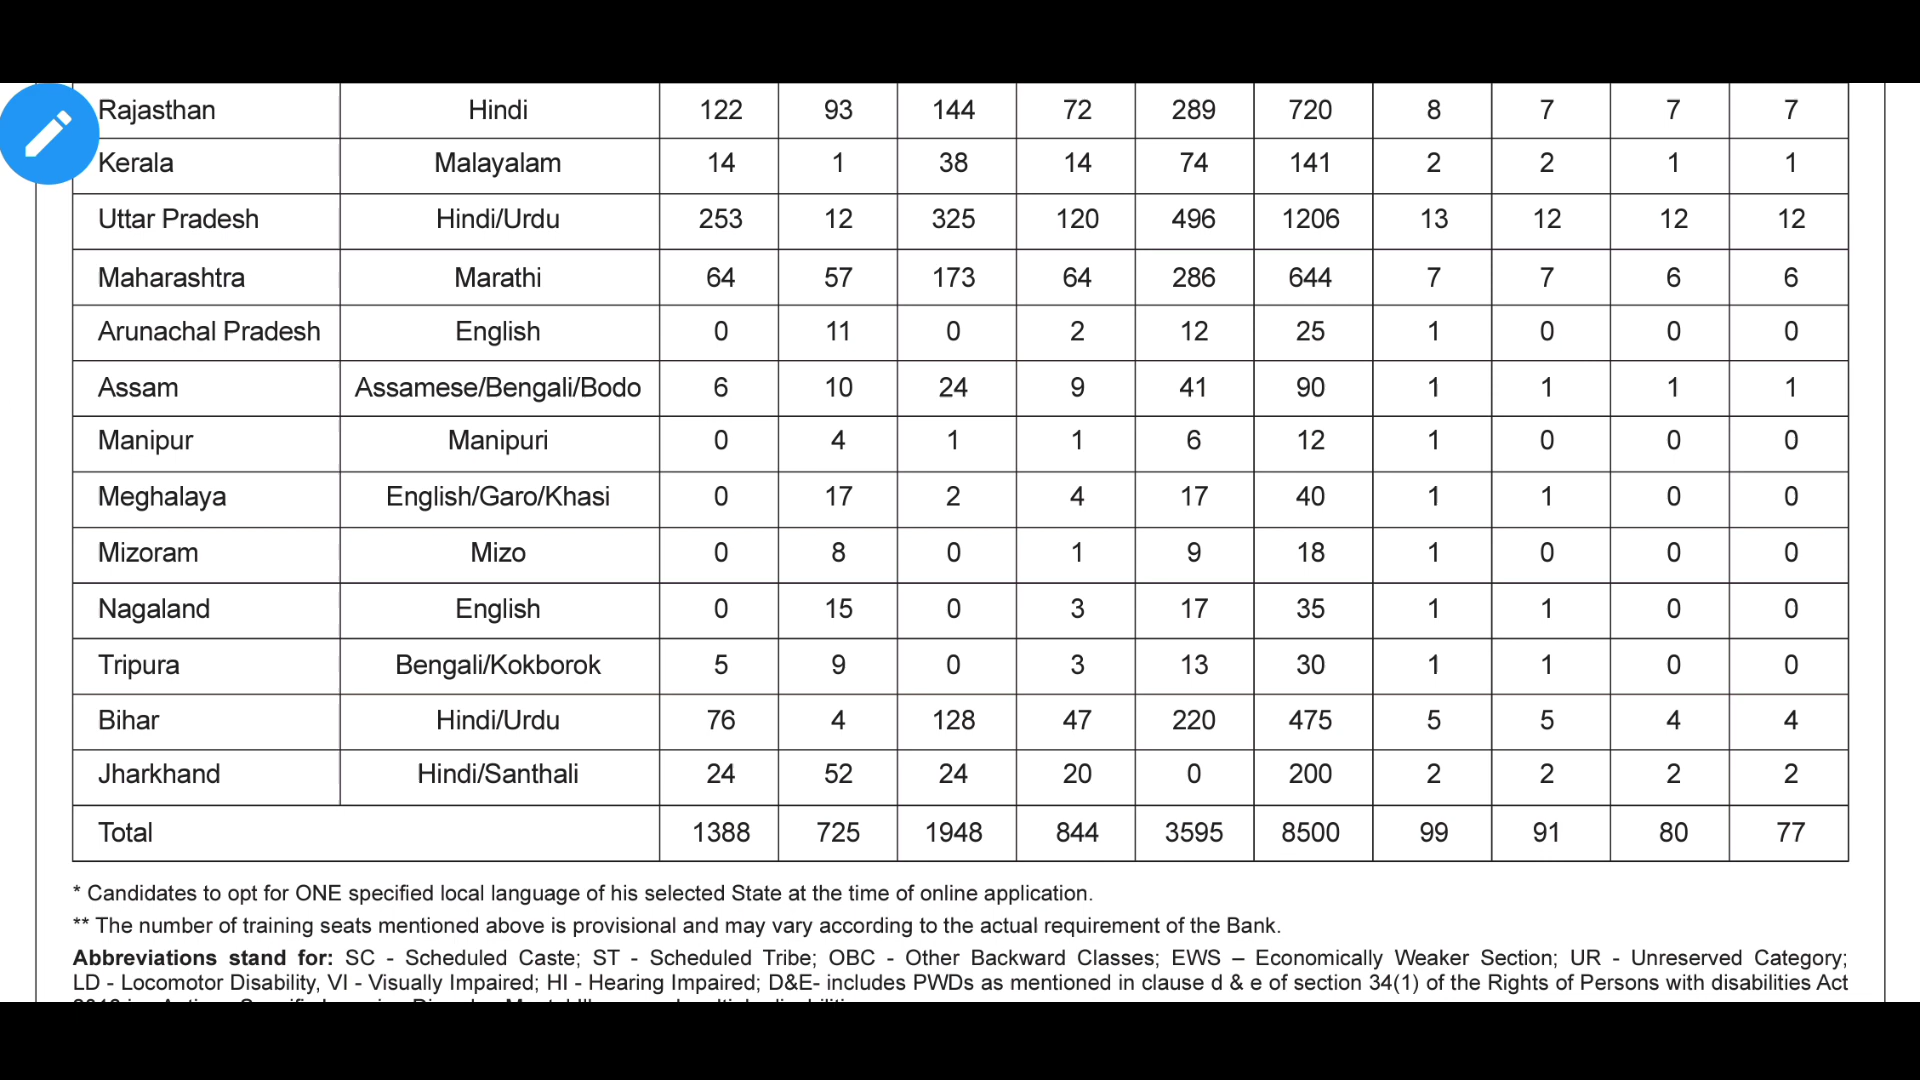 Rajasthan Hindi 122 93 144 72 289 720 8 7 7 7
Kerala Malayalam 14 1 38 14 74 141 2 2 1 1
Uttar Pradesh Hindi/Urdu 253 12 325 120 496 1206 13 12 12 12
Maharashtra Marathi 64 57 173 64 286 644 7 7 6 6
Arunachal Pradesh English 0 11 0 2 12 25 1 0 0 0
Assam Assamese/Bengali/Bodo 6 10 24 9 41 90 1 1 1 1
Manipur Manipuri 0 4 1 1 6 12 1 0 0 0
Meghalaya English/Garo/Khasi 0 17 2 4 17 40 1 1 0 0
Mizoram Mizo 0 8 0 1 9 18 1 0 0 0
Nagaland English 0 15 0 3 17 35 1 1 0 0
Tripura Bengali/Kokborok 5 9 0 3 13 30 1 1 0 0
Bihar Hindi/Urdu 76 4 128 47 220 475 5 5 4 4
Jharkhand Hindi/Santhali 24 52 24 20 0 200 2 2 2 2
Total 1388 725 1948 844 3595 8500 99 91 80 77
* Candidates to opt for ONE specified local language of his selected State at the time of online application.
** The number of training seats mentioned above is provisional and may vary according to the actual requirement of the Bank.
Abbreviations stand for: SC - Scheduled Caste; ST - Scheduled Tribe; OBC - Other Backward Classes; EWS – Economically Weaker Section; UR - Unreserved Category;
LD - Locomotor Disability, VI - Visually Impaired; HI - Hearing Impaired; D&E- includes PWDs as mentioned in clause d & e of section 34(1) of the Rights of Persons with disabilities Act